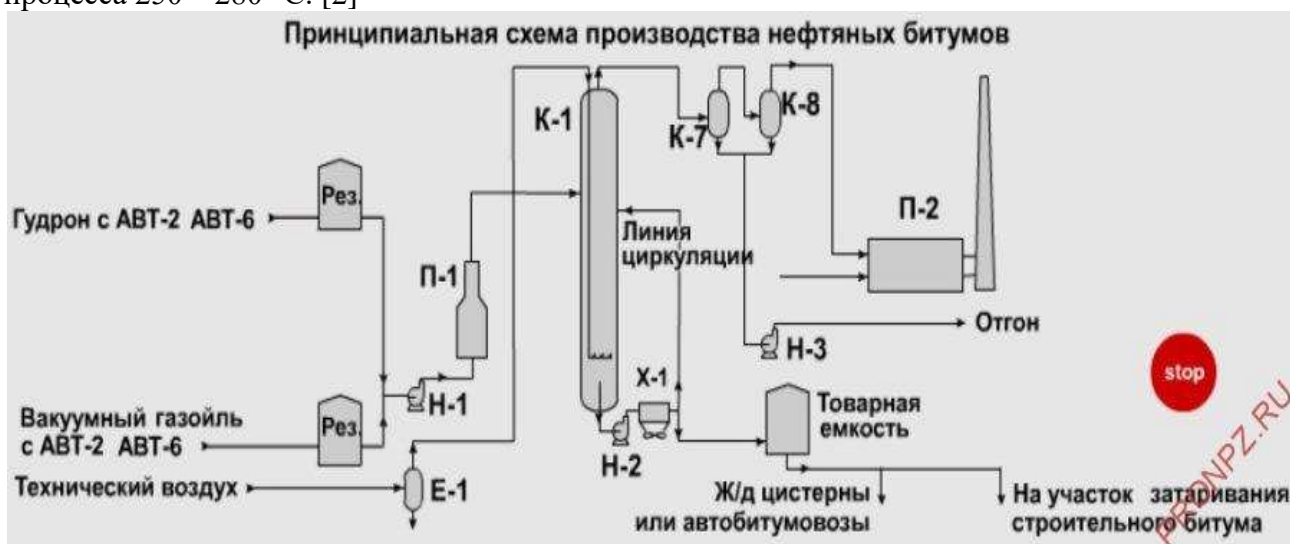 процесса 250 – 280 °С. [2]
Принципиальная схема производства нефтяных битумов
К-1
К-7
К-8
Рез.
Гудрон с АВТ-2 АВТ-6
П-2
Линия
циркуляции
П-1
Отгон
Н-3
stop
Х-1
Н-1
Товарная
емкость
Вакуумный газойль
с АВТ-2 АВТ-6
Рез.
Н-2
Технический воздух
Е-1
Ж/д цистерны
или автобитумовозы
На участок затаривания
строительного битума
PRONPZ.RU